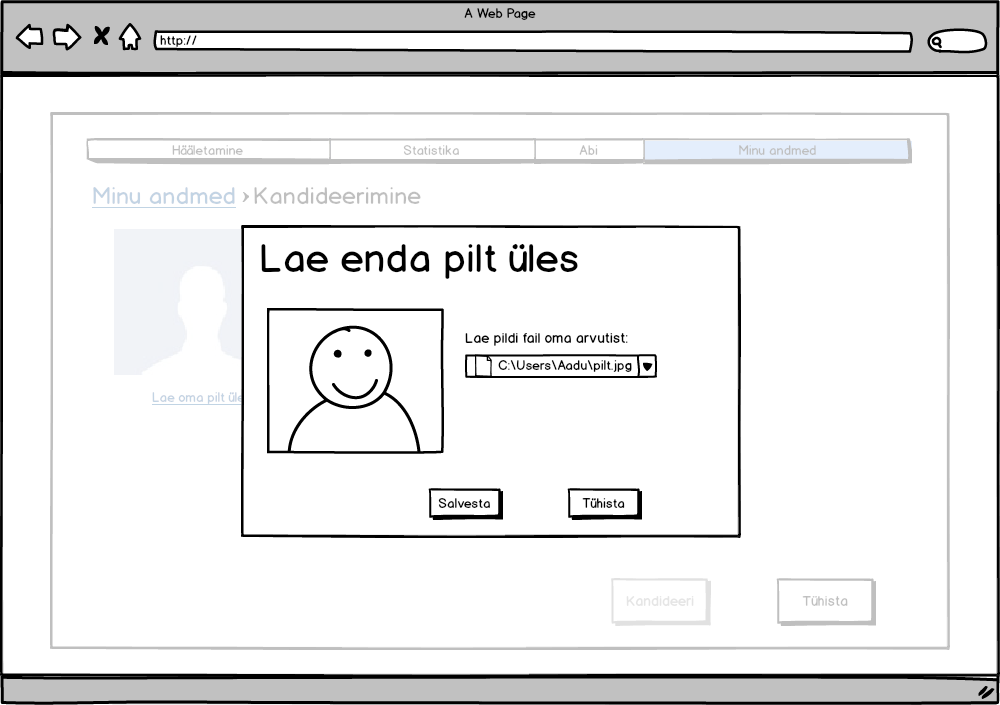 A Web Page
http://
Hääletamine Statistika Abi Minu andmed
Minu andmed › Kandideerimine
Lae enda pilt üles
Lae pildi fail oma arvutist:
C:\Users\Aadu\pilt.jpg
Lae oma pilt üle
Salvesta Tühista
Kandideeri Tühista